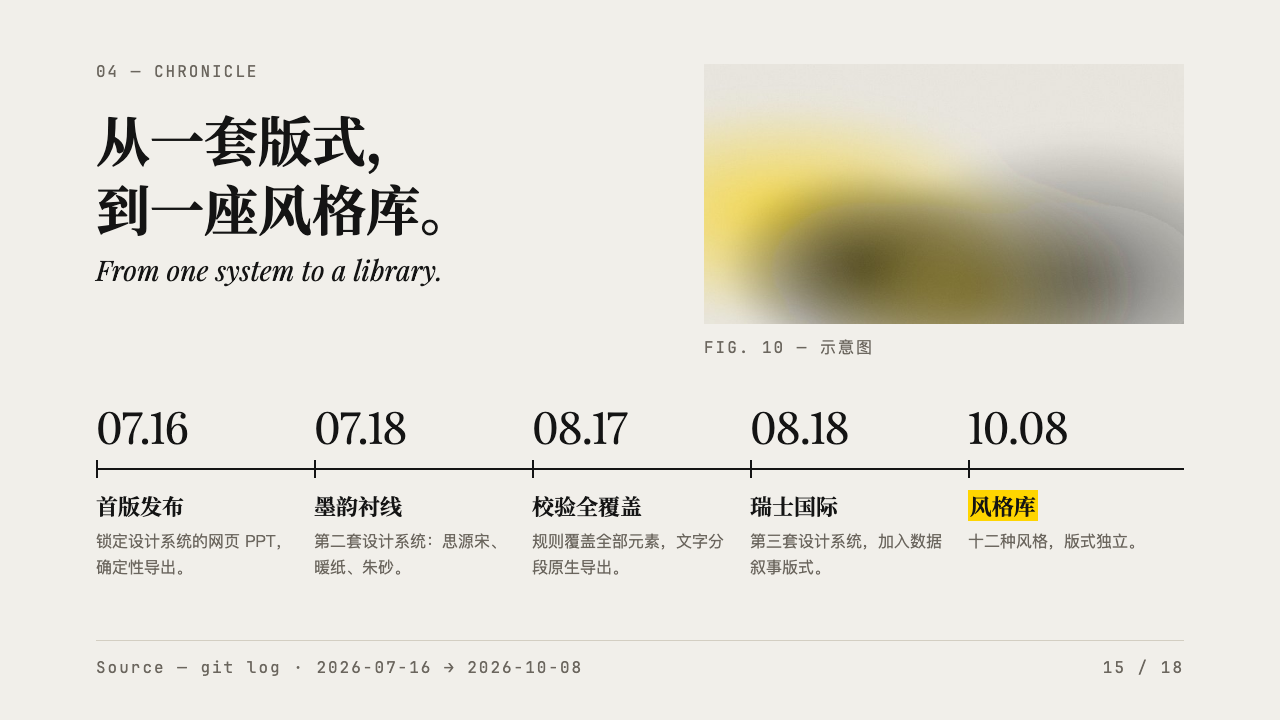 04 — CHRONICLE
从一套版式，
到一座风格库。
From one system to a library.
FIG. 10 — 示意图
07.16
首版发布
锁定设计系统的网页 PPT，
确定性导出。
07.18
墨韵衬线
第二套设计系统：思源宋、
暖纸、朱砂。
08.17
校验全覆盖
规则覆盖全部元素，文字分
段原生导出。
08.18
瑞士国际
第三套设计系统，加入数据
叙事版式。
10.08
风格库
十二种风格，版式独立。
Source — git log · 2026-07-16 → 2026-10-08
15 / 18